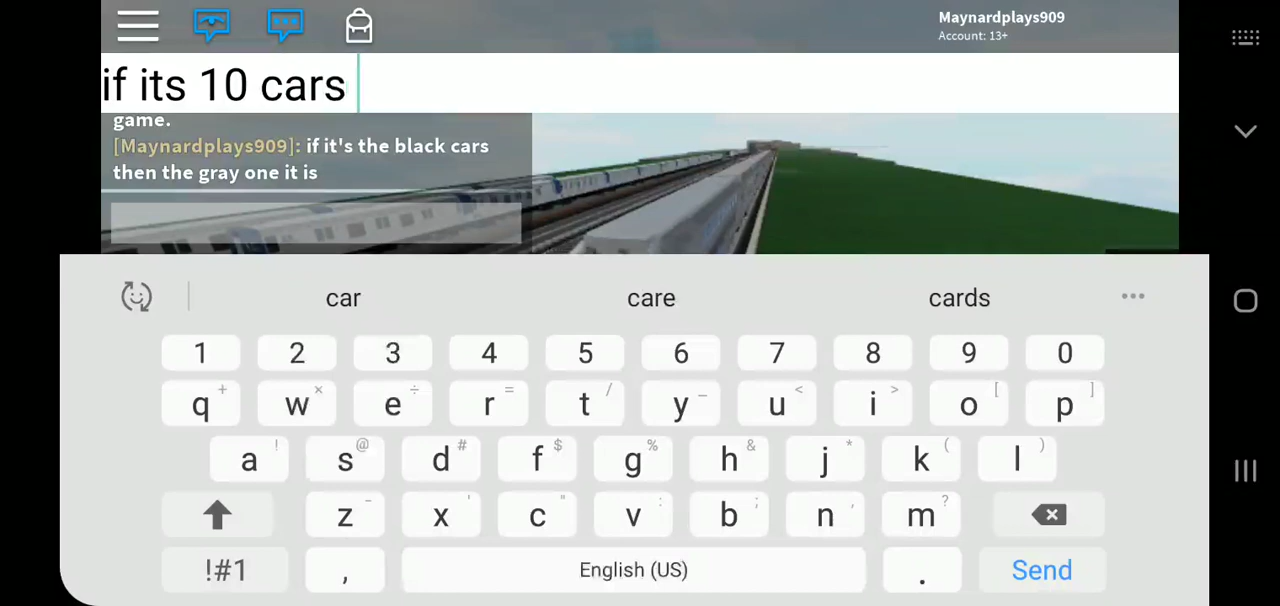 Maynardplays909
Account: 13+
if its 10 cars
game.
[Maynardplays909]: if it's the black cars
then the gray one it is
car care cards
1 2 3 4 5 6 7 8 9 0
q + w × e ÷ r = t / y _ u < i > o [ p ]
a ! s @ d # f $ g % h & j * k ( l )
z - x ' c " v : b ; n , m ?
!#1 , English (US) . Send